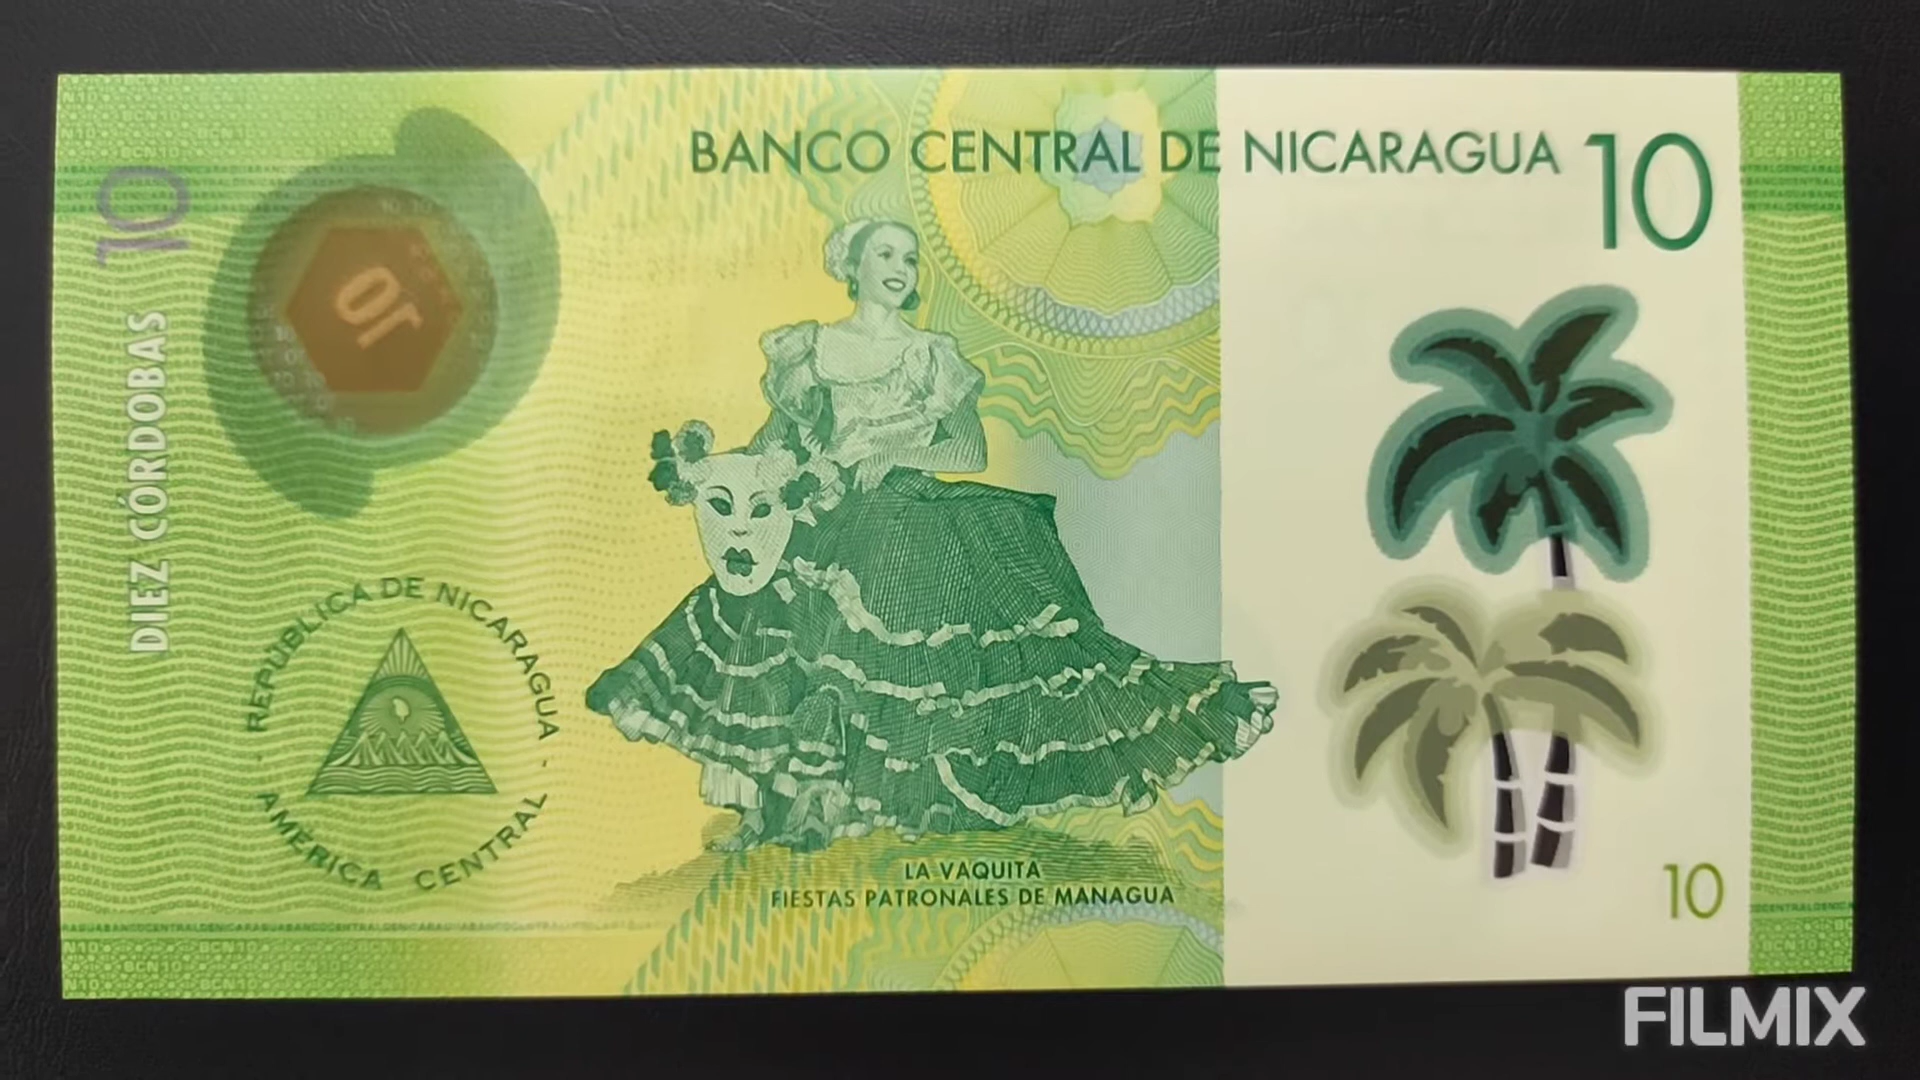 BANCO CENTRAL DE NICARAGUA 10
10
DIEZ CÓRDOBAS
10
REPÚBLICA DE NICARAGUA
AMÉRICA CENTRAL
LA VAQUITA
FIESTAS PATRONALES DE MANAGUA
10
FILMIX